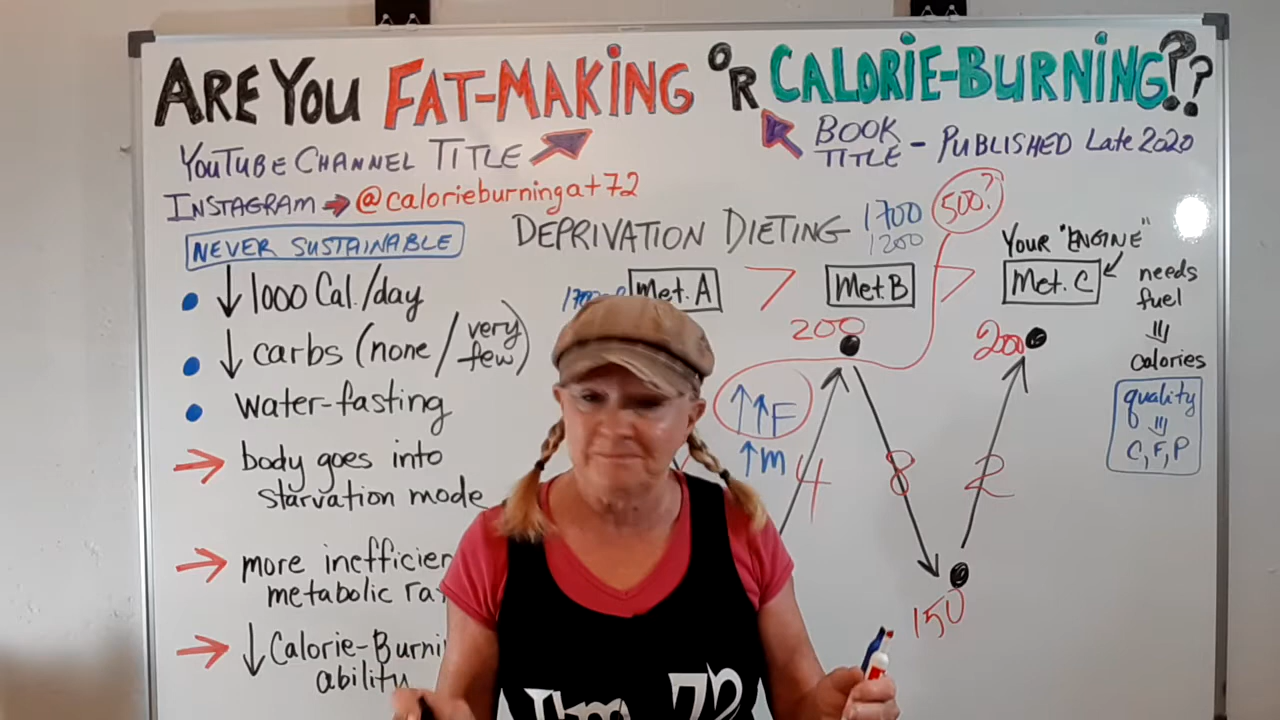 ARE YOU FAT-MAKING OR CALORIE-BURNING??
YOUTUBE CHANNEL TITLE
BOOK
TITLE - PUBLISHED Late 2020
INSTAGRAM → @calorieburningat72
NEVER SUSTAINABLE
↓ 1000 Cal./day
↓ carbs (none/very few)
water-fasting
→ body goes into
starvation mode
→ more inefficien
metabolic ra
→ ↓ Calorie-Burni
ability
DEPRIVATION DIETING
1700
1200
500?
Met. A > Met. B > Met. C
YOUR "ENGINE"
needs
fuel
⇓
calories
quality
⇓
C, F, P
200
200
↑↑F
↑m
4
8
2
150
I'm 72